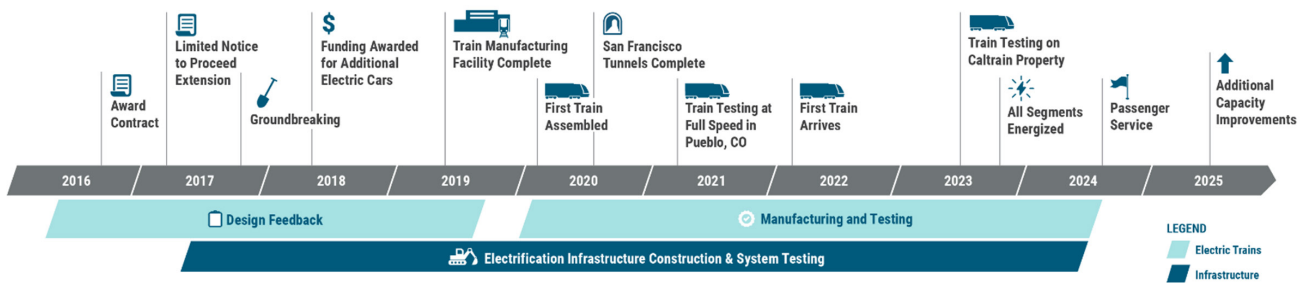 Award
Contract
Limited Notice
to Proceed
Extension
Groundbreaking
$
Funding Awarded
for Additional
Electric Cars
Train Manufacturing
Facility Complete
First Train
Assembled
San Francisco
Tunnels Complete
Train Testing at
Full Speed in
Pueblo, CO
First Train
Arrives
Train Testing on
Caltrain Property
All Segments
Energized
Passenger
Service
Additional
Capacity
Improvements
2016
2017
2018
2019
2020
2021
2022
2023
2024
2025
Design Feedback
Manufacturing and Testing
Electrification Infrastructure Construction & System Testing
LEGEND
Electric Trains
Infrastructure